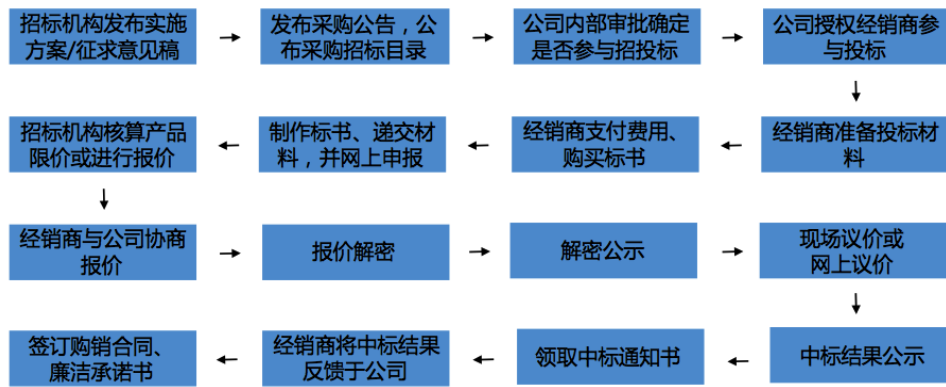 招标机构发布实施
方案/征求意见稿
发布采购公告，公
布采购招标目录
公司内部审批确定
是否参与招投标
公司授权经销商参
与投标
经销商准备投标材
料
经销商支付费用、
购买标书
制作标书、递交材
料，并网上申报
招标机构核算产品
限价或进行报价
经销商与公司协商
报价
报价解密
解密公示
现场议价或
网上议价
中标结果公示
领取中标通知书
经销商将中标结果
反馈于公司
签订购销合同、
廉洁承诺书